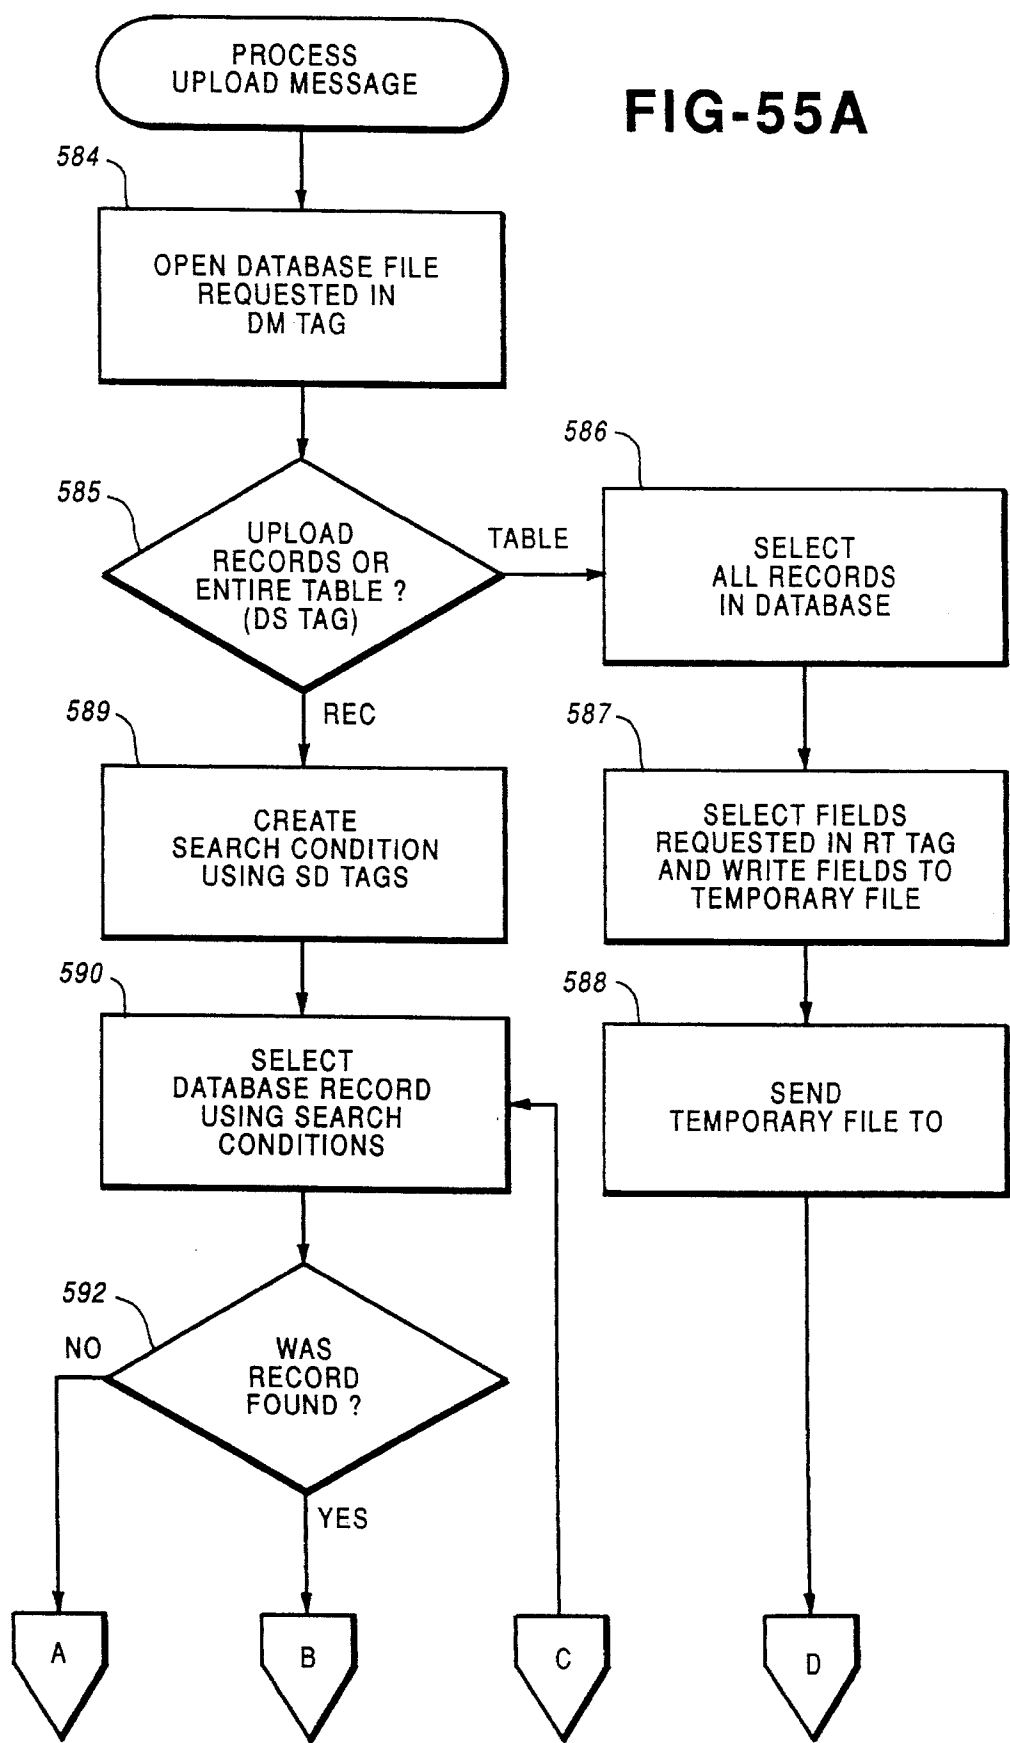 PROCESS
UPLOAD MESSAGE
FIG-55A
584
OPEN DATABASE FILE
REQUESTED IN
DM TAG
585
UPLOAD
RECORDS OR
ENTIRE TABLE ?
(DS TAG)
TABLE
REC
586
SELECT
ALL RECORDS
IN DATABASE
587
SELECT FIELDS
REQUESTED IN RT TAG
AND WRITE FIELDS TO
TEMPORARY FILE
588
SEND
TEMPORARY FILE TO
589
CREATE
SEARCH CONDITION
USING SD TAGS
590
SELECT
DATABASE RECORD
USING SEARCH
CONDITIONS
592
NO
WAS
RECORD
FOUND ?
YES
A
B
C
D